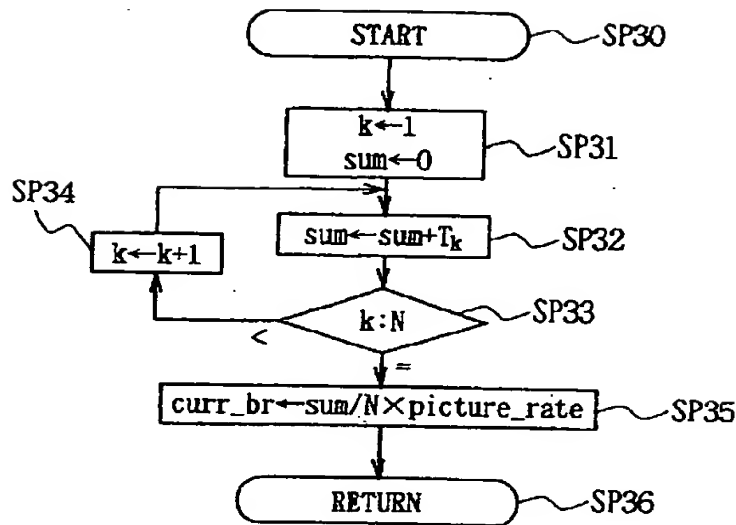 START
SP30
k←1
sum←0
SP31
SP34
k←k+1
sum←sum+Tk
SP32
k:N
SP33
<
=
curr_br←sum/N×picture_rate
SP35
RETURN
SP36